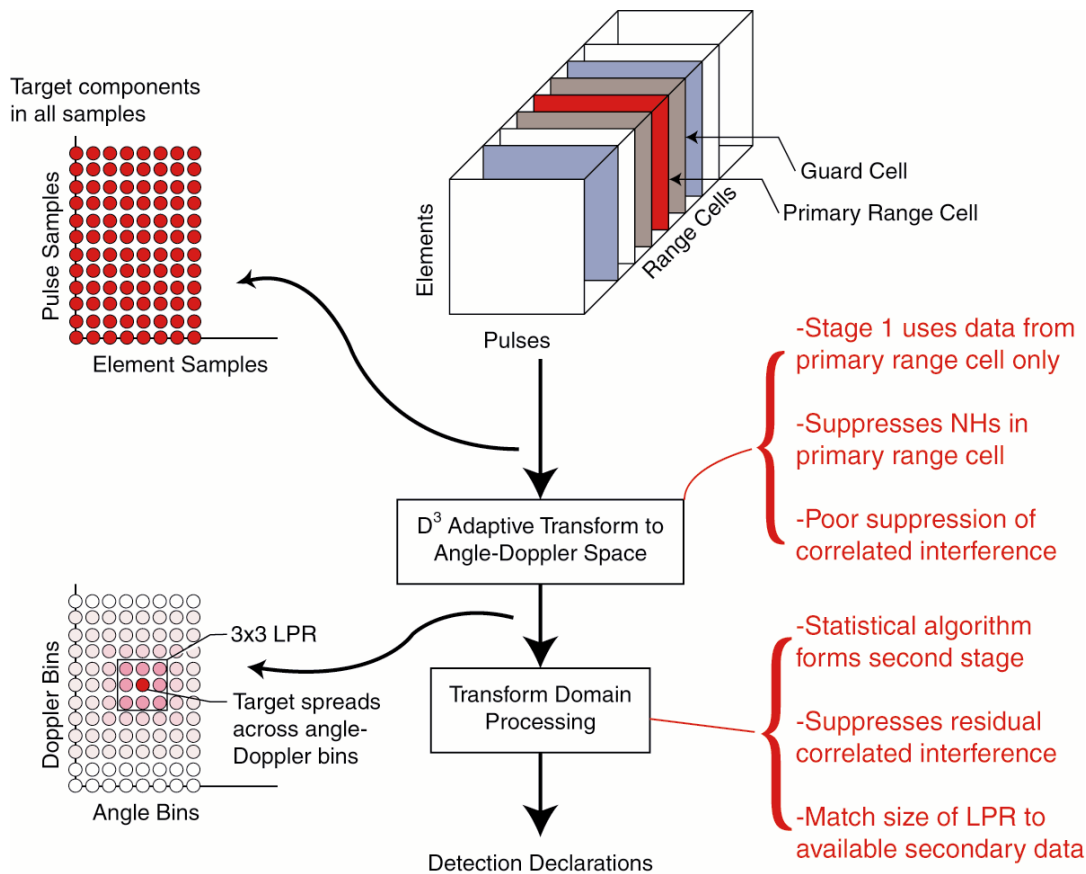 Target components
in all samples
Pulse Samples
Element Samples
Elements
Pulses
Range Cells
Guard Cell
Primary Range Cell
-Stage 1 uses data from
primary range cell only
-Suppresses NHs in
primary range cell
-Poor suppression of
correlated interference
D³ Adaptive Transform to
Angle-Doppler Space
Doppler Bins
3x3 LPR
Target spreads
across angle-
Doppler bins
Angle Bins
Transform Domain
Processing
-Statistical algorithm
forms second stage
-Suppresses residual
correlated interference
-Match size of LPR to
available secondary data
Detection Declarations